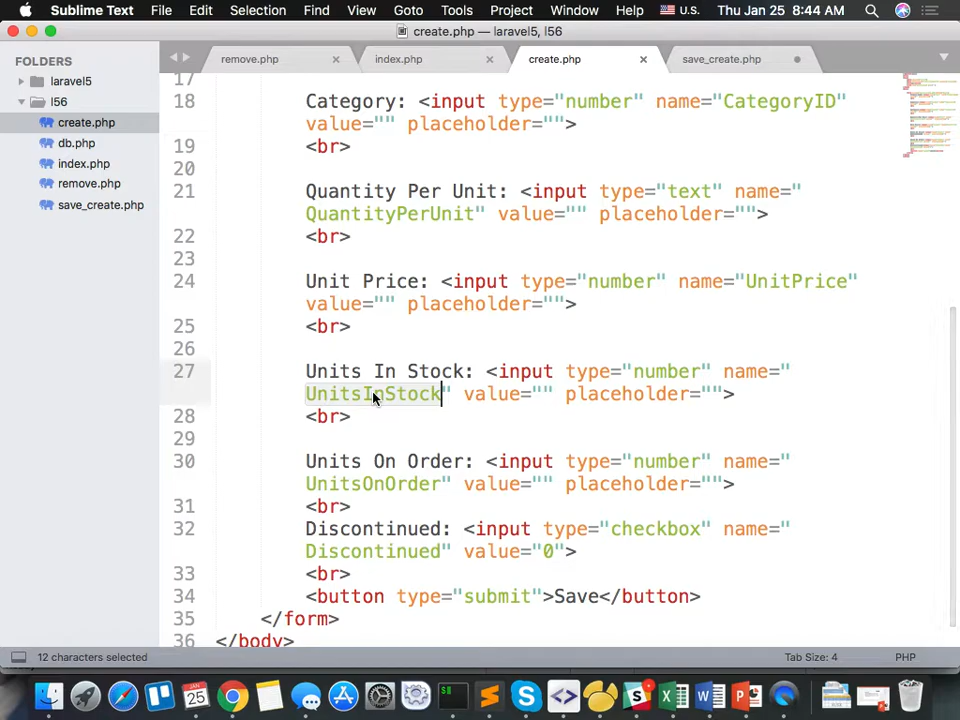 Sublime Text File Edit Selection Find View Goto Tools Project Window Help U.S. Thu Jan 25 8:44 AM
create.php — laravel5, l56
FOLDERS
laravel5
l56
create.php
db.php
index.php
remove.php
save_create.php
remove.php × index.php × create.php × save_create.php
17
18 Category: <input type="number" name="CategoryID"
value="" placeholder="">
19 <br>
20
21 Quantity Per Unit: <input type="text" name="
QuantityPerUnit" value="" placeholder="">
22 <br>
23
24 Unit Price: <input type="number" name="UnitPrice"
value="" placeholder="">
25 <br>
26
27 Units In Stock: <input type="number" name="
UnitsInStock" value="" placeholder="">
28 <br>
29
30 Units On Order: <input type="number" name="
UnitsOnOrder" value="" placeholder="">
31 <br>
32 Discontinued: <input type="checkbox" name="
Discontinued" value="0">
33 <br>
34 <button type="submit">Save</button>
35 </form>
36 </body>
12 characters selected Tab Size: 4 PHP
JAN
25